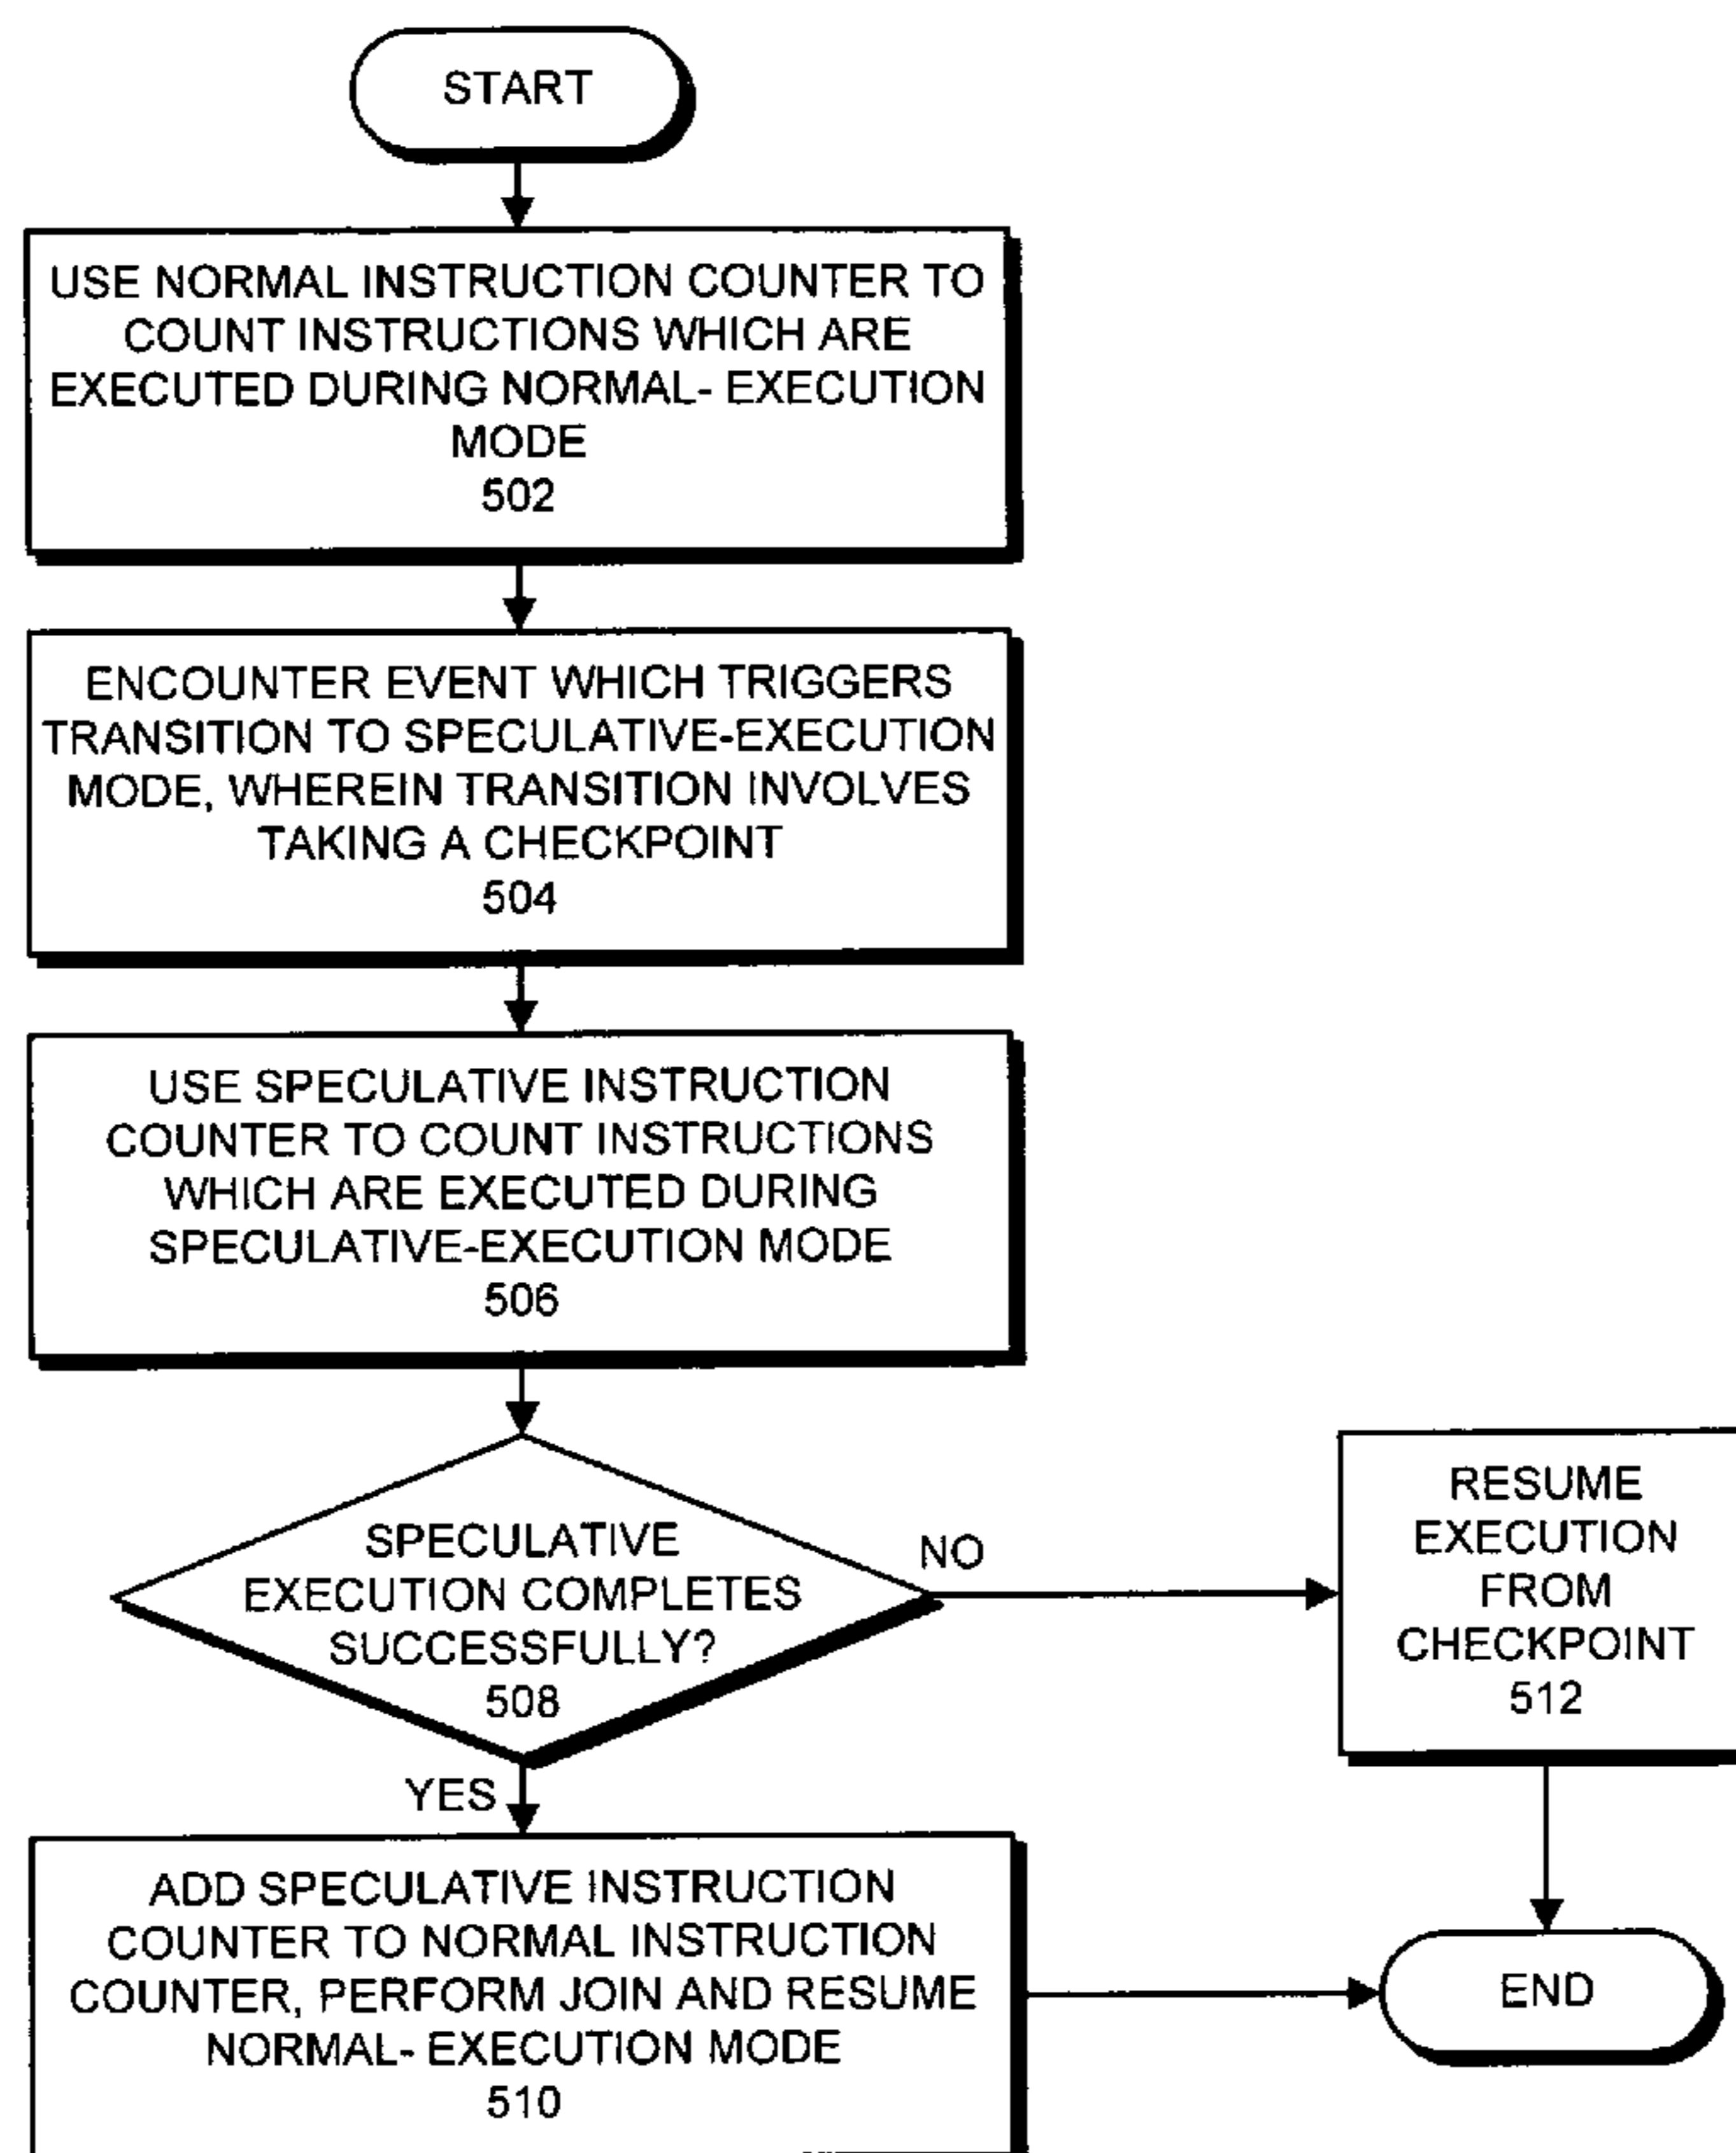 START
USE NORMAL INSTRUCTION COUNTER TO
COUNT INSTRUCTIONS WHICH ARE
EXECUTED DURING NORMAL- EXECUTION
MODE
502
ENCOUNTER EVENT WHICH TRIGGERS
TRANSITION TO SPECULATIVE-EXECUTION
MODE, WHEREIN TRANSITION INVOLVES
TAKING A CHECKPOINT
504
USE SPECULATIVE INSTRUCTION
COUNTER TO COUNT INSTRUCTIONS
WHICH ARE EXECUTED DURING
SPECULATIVE-EXECUTION MODE
506
SPECULATIVE
EXECUTION COMPLETES
SUCCESSFULLY?
508
NO
RESUME
EXECUTION
FROM
CHECKPOINT
512
YES
ADD SPECULATIVE INSTRUCTION
COUNTER TO NORMAL INSTRUCTION
COUNTER, PERFORM JOIN AND RESUME
NORMAL- EXECUTION MODE
510
END